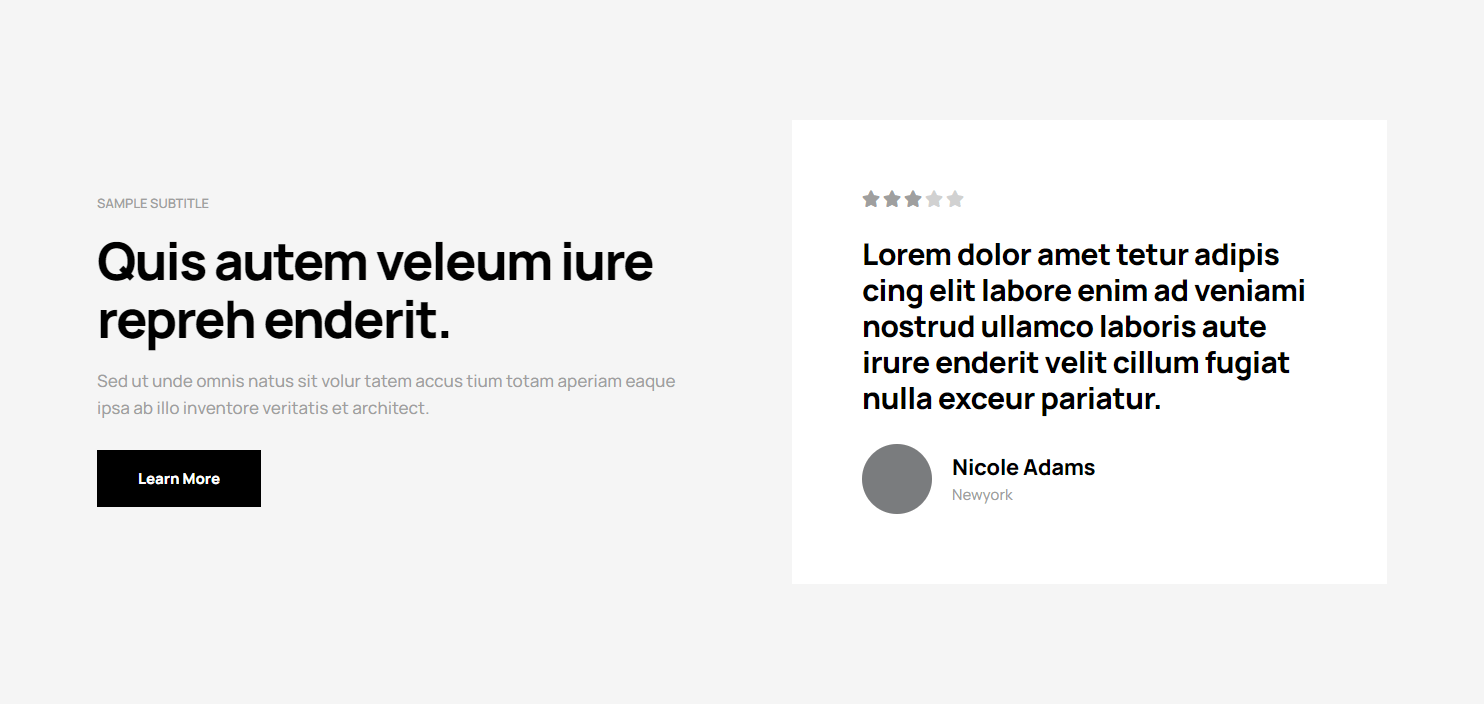 SAMPLE SUBTITLE
Quis autem veleum iure
repreh enderit.
Sed ut unde omnis natus sit volur tatem accus tium totam aperiam eaque
ipsa ab illo inventore veritatis et architect.
Learn More
Lorem dolor amet tetur adipis
cing elit labore enim ad veniami
nostrud ullamco laboris aute
irure enderit velit cillum fugiat
nulla exceur pariatur.
Nicole Adams
Newyork